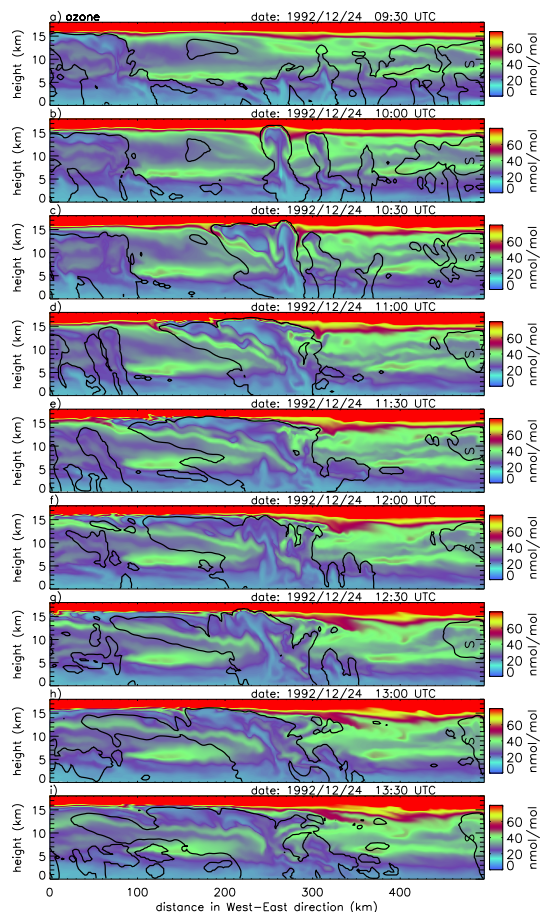 a) ozone date: 1992/12/24 09:30 UTC
height (km)
15
10
5
0
S
60
40
20
0
nmol/mol
b) date: 1992/12/24 10:00 UTC
height (km)
15
10
5
0
S
60
40
20
0
nmol/mol
c) date: 1992/12/24 10:30 UTC
height (km)
15
10
5
0
S
60
40
20
0
nmol/mol
d) date: 1992/12/24 11:00 UTC
height (km)
15
10
5
0
S
60
40
20
0
nmol/mol
e) date: 1992/12/24 11:30 UTC
height (km)
15
10
5
0
S
60
40
20
0
nmol/mol
f) date: 1992/12/24 12:00 UTC
height (km)
15
10
5
0
S
60
40
20
0
nmol/mol
g) date: 1992/12/24 12:30 UTC
height (km)
15
10
5
0
S
60
40
20
0
nmol/mol
h) date: 1992/12/24 13:00 UTC
height (km)
15
10
5
0
S
60
40
20
0
nmol/mol
i) date: 1992/12/24 13:30 UTC
height (km)
15
10
5
0
S
60
40
20
0
nmol/mol
0 100 200 300 400
distance in West-East direction (km)